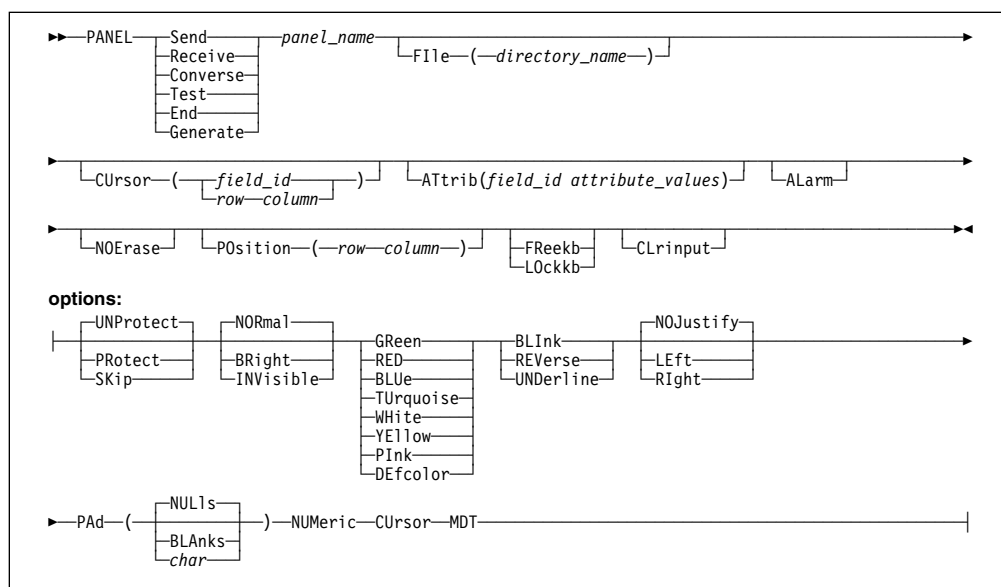 PANEL Send panel_name FIle ( directory_name )
Receive
Converse
Test
End
Generate
CUrsor ( field_id ) ATtrib(field_id attribute_values) ALarm
row column
NOErase POsition ( row column ) FReekb CLrinput
LOckkb
options:
UNProtect NORmal NOJustify
GReen BLInk
PRotect BRight RED REVerse LEft
SKip INVisible BLUe UNDerline RIght
TUrquoise
WHite
YEllow
PInk
DEfcolor
NULls
PAd ( ) NUMeric CUrsor MDT
BLAnks
char